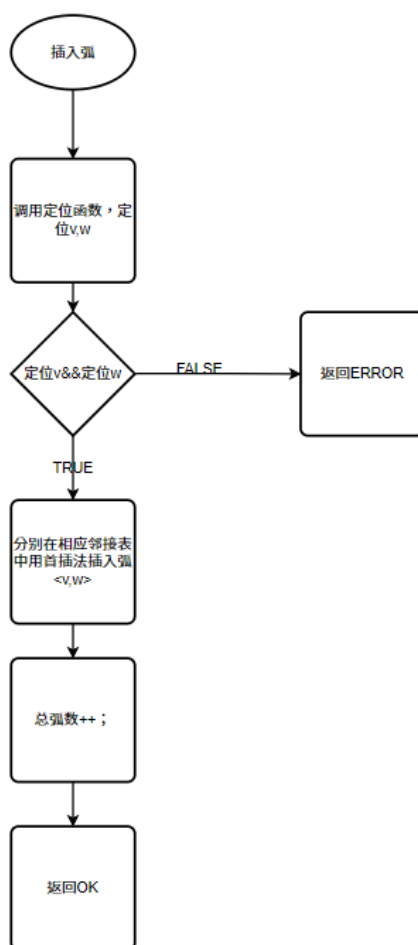 插入弧
调用定位函数，定
位v,w
定位v&&定位w
FALSE
返回ERROR
TRUE
分别在相应邻接表
中用首插法插入弧
<v,w>
总弧数++；
返回OK